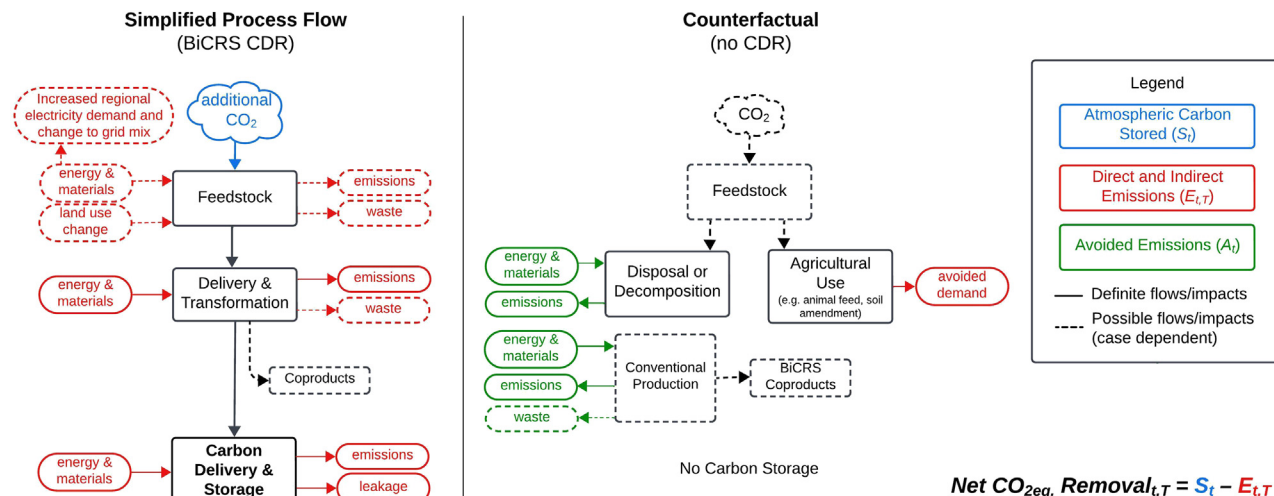 Simplified Process Flow
(BiCRS CDR)
Increased regional
electricity demand and
change to grid mix
additional
CO2
energy &
materials
land use
change
Feedstock
emissions
waste
energy &
materials
Delivery &
Transformation
emissions
waste
Coproducts
energy &
materials
Carbon
Delivery &
Storage
emissions
leakage
Counterfactual
(no CDR)
CO2
Feedstock
energy &
materials
emissions
Disposal or
Decomposition
Agricultural
Use
(e.g. animal feed, soil
amendment)
avoided
demand
energy &
materials
emissions
waste
Conventional
Production
BiCRS
Coproducts
No Carbon Storage
Legend
Atmospheric Carbon
Stored (St)
Direct and Indirect
Emissions (Et,T)
Avoided Emissions (At)
Definite flows/impacts
Possible flows/impacts
(case dependent)
Net CO2eq. Removalt,T = St – Et,T